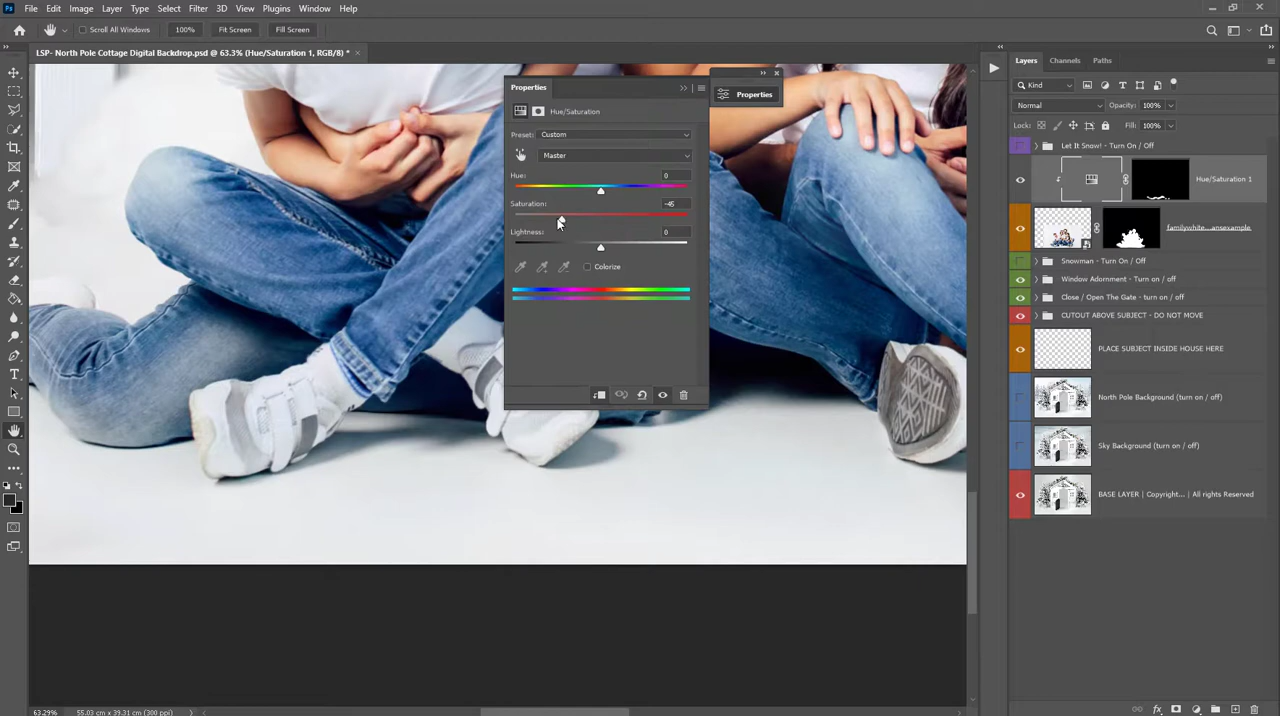 Ps File Edit Image Layer Type Select Filter 3D View Plugins Window Help
Scroll All Windows 100% Fit Screen Fill Screen
LSP- North Pole Cottage Digital Backdrop.psd @ 63.3% (Hue/Saturation 1, RGB/8) *
Properties
Properties
Hue/Saturation
Preset: Custom
Master
Hue: 0
Saturation: -45
Lightness: 0
Colorize
Layers Channels Paths
Kind
Normal Opacity: 100%
Lock: Fill: 100%
Let It Snow! - Turn On / Off
Hue/Saturation 1
familywhite...ansexample
Snowman - Turn On / Off
Window Adornment - Turn On / Off
Close / Open The Gate - turn on / off
CUTOUT ABOVE SUBJECT - DO NOT MOVE
PLACE SUBJECT INSIDE HOUSE HERE
North Pole Background (turn on / off)
Sky Background (turn on / off)
BASE LAYER | Copyright... | All rights Reserved
fx
63.29% 55.03 cm x 39.31 cm (300 ppi)